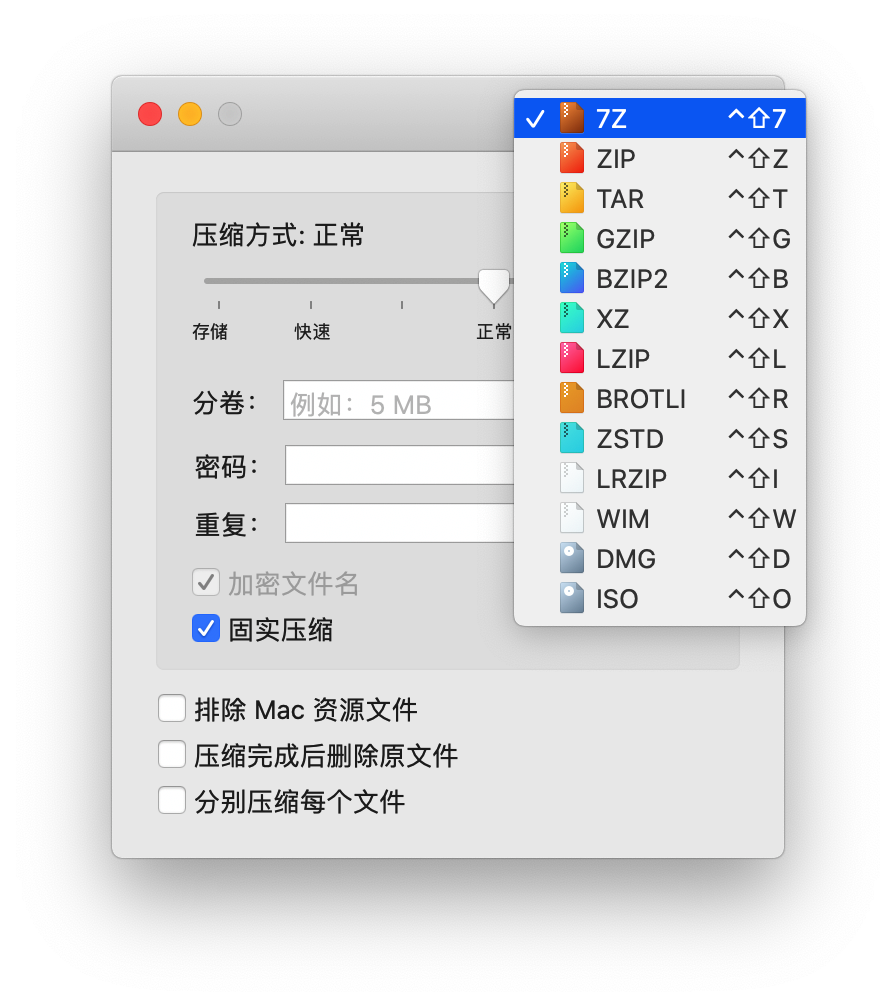 7Z ^⇧7
ZIP ^⇧Z
TAR ^⇧T
GZIP ^⇧G
BZIP2 ^⇧B
XZ ^⇧X
LZIP ^⇧L
BROTLI ^⇧R
ZSTD ^⇧S
LRZIP ^⇧I
WIM ^⇧W
DMG ^⇧D
ISO ^⇧O
压缩方式: 正常
存储 快速 正常
分卷： 例如：5 MB
密码：
重复：
加密文件名
固实压缩
排除 Mac 资源文件
压缩完成后删除原文件
分别压缩每个文件